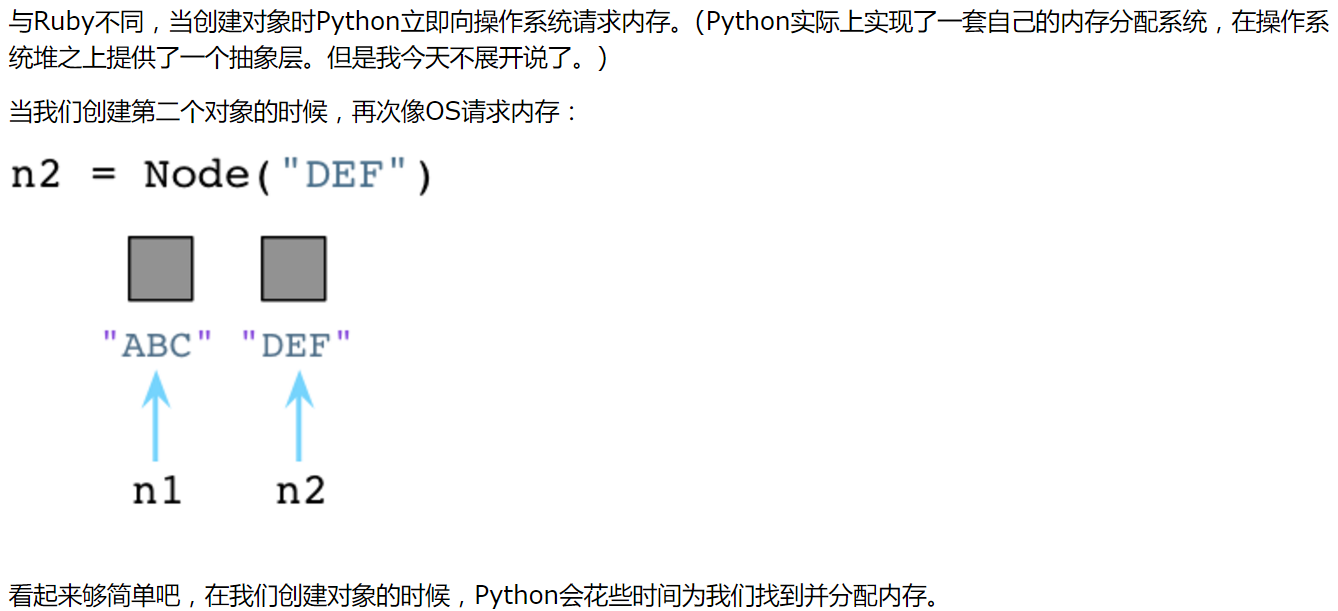 与Ruby不同，当创建对象时Python立即向操作系统请求内存。(Python实际上实现了一套自己的内存分配系统，在操作系
统堆之上提供了一个抽象层。但是我今天不展开说了。)
当我们创建第二个对象的时候，再次像OS请求内存：
n2 = Node("DEF")
"ABC" "DEF"
n1 n2
看起来够简单吧，在我们创建对象的时候，Python会花些时间为我们找到并分配内存。